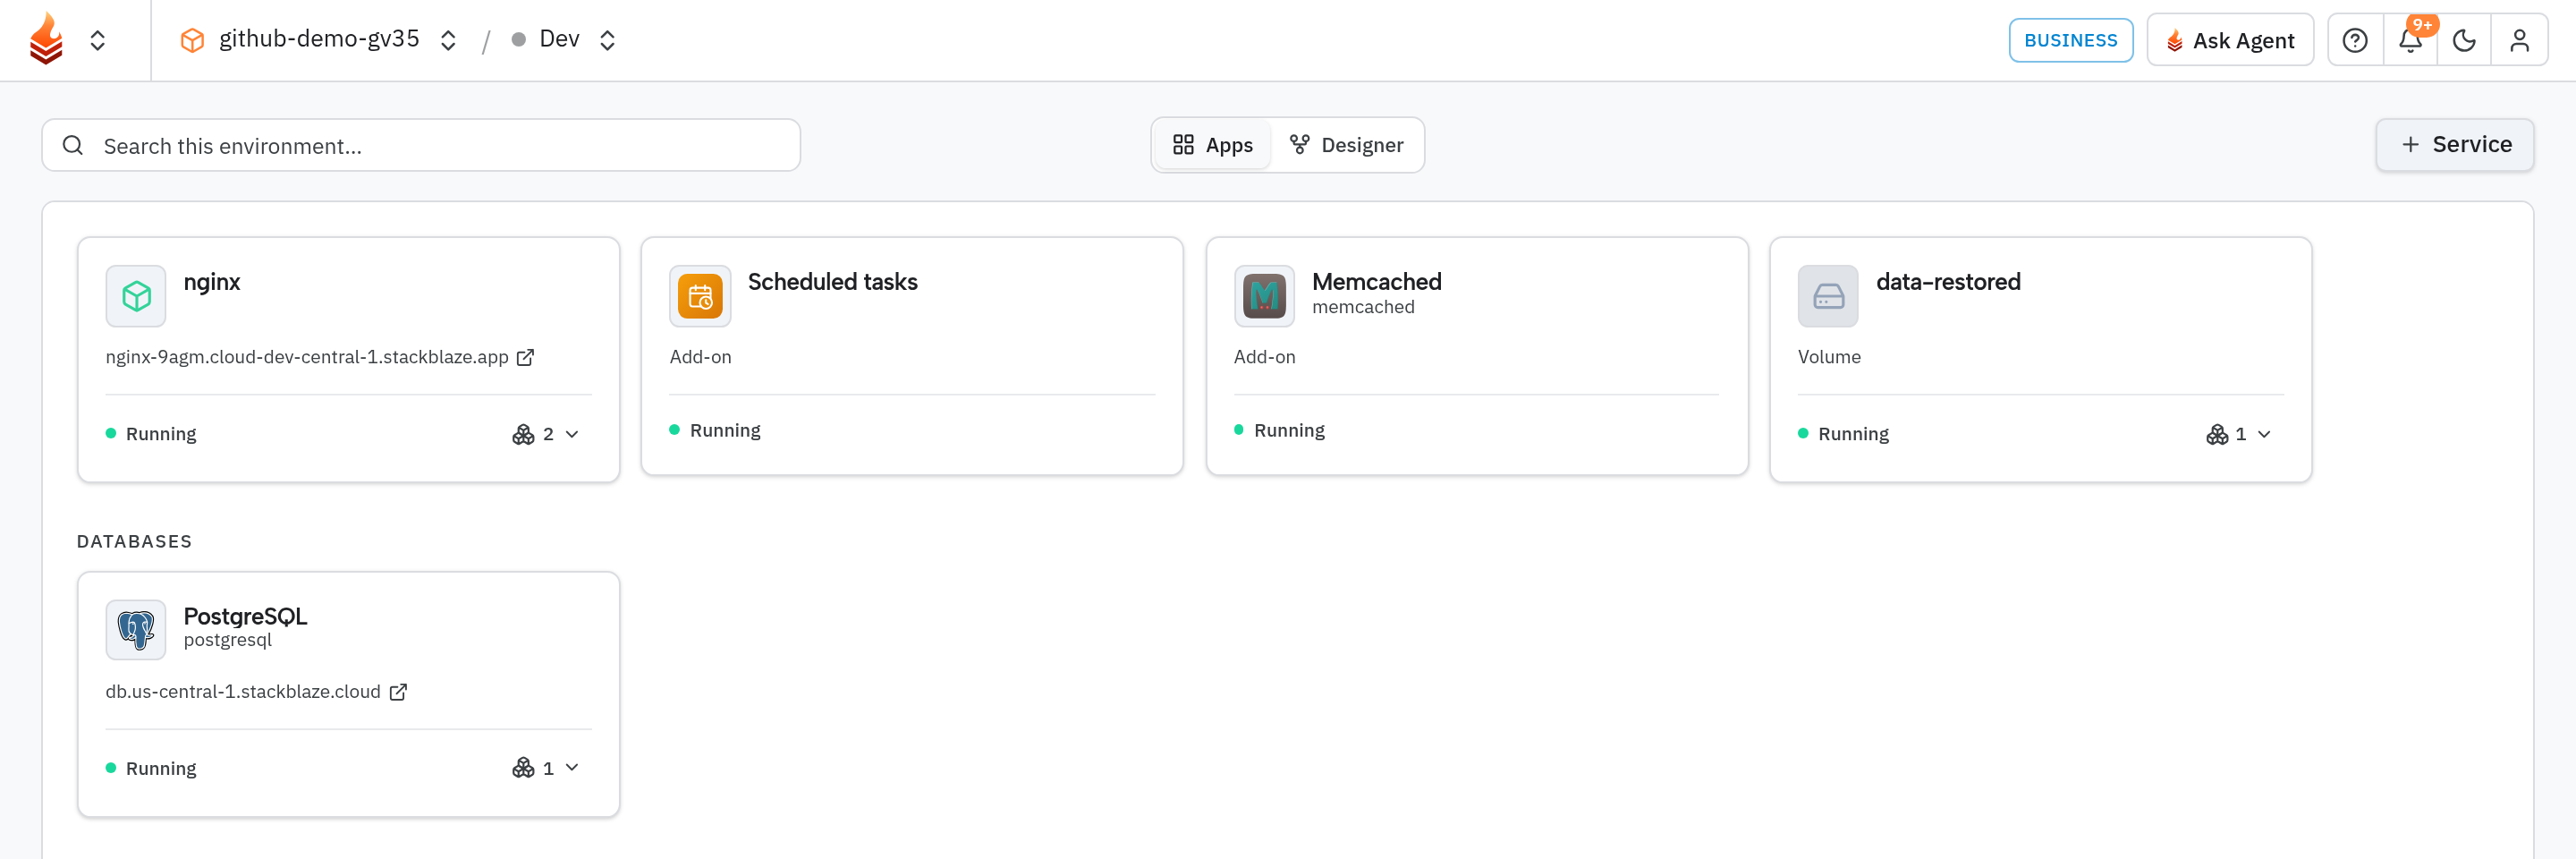 github-demo-gv35 / Dev BUSINESS Ask Agent 9+
Search this environment... Apps Designer + Service
nginx
nginx-9agm.cloud-dev-central-1.stackblaze.app
Running 2
Scheduled tasks
Add-on
Running
Memcached
memcached
Add-on
Running
data-restored
Volume
Running 1
DATABASES
PostgreSQL
postgresql
db.us-central-1.stackblaze.cloud
Running 1